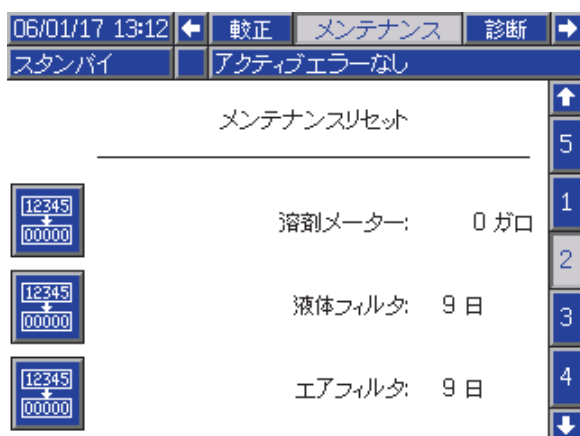 06/01/17 13:12 較正 メンテナンス 診断
スタンバイ アクティブエラーなし
メンテナンスリセット
5
12345
00000
溶剤メーター: 0 ガロ
1
2
12345
00000
液体フィルタ: 9 日
3
12345
00000
エアフィルタ: 9 日
4